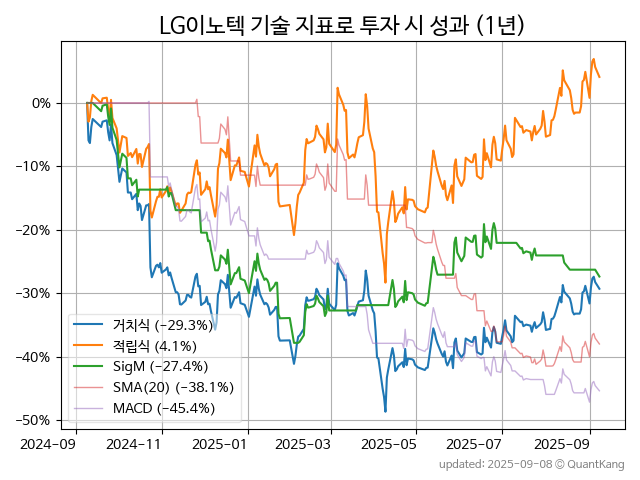 LG이노텍 기술 지표로 투자 시 성과 (1년)
0%
−10%
−20%
−30%
−40%
−50%
거치식 (−29.3%)
적립식 (4.1%)
SigM (−27.4%)
SMA(20) (−38.1%)
MACD (−45.4%)
2024−09 2024−11 2025−01 2025−03 2025−05 2025−07 2025−09
updated: 2025−09−08 © QuantKang